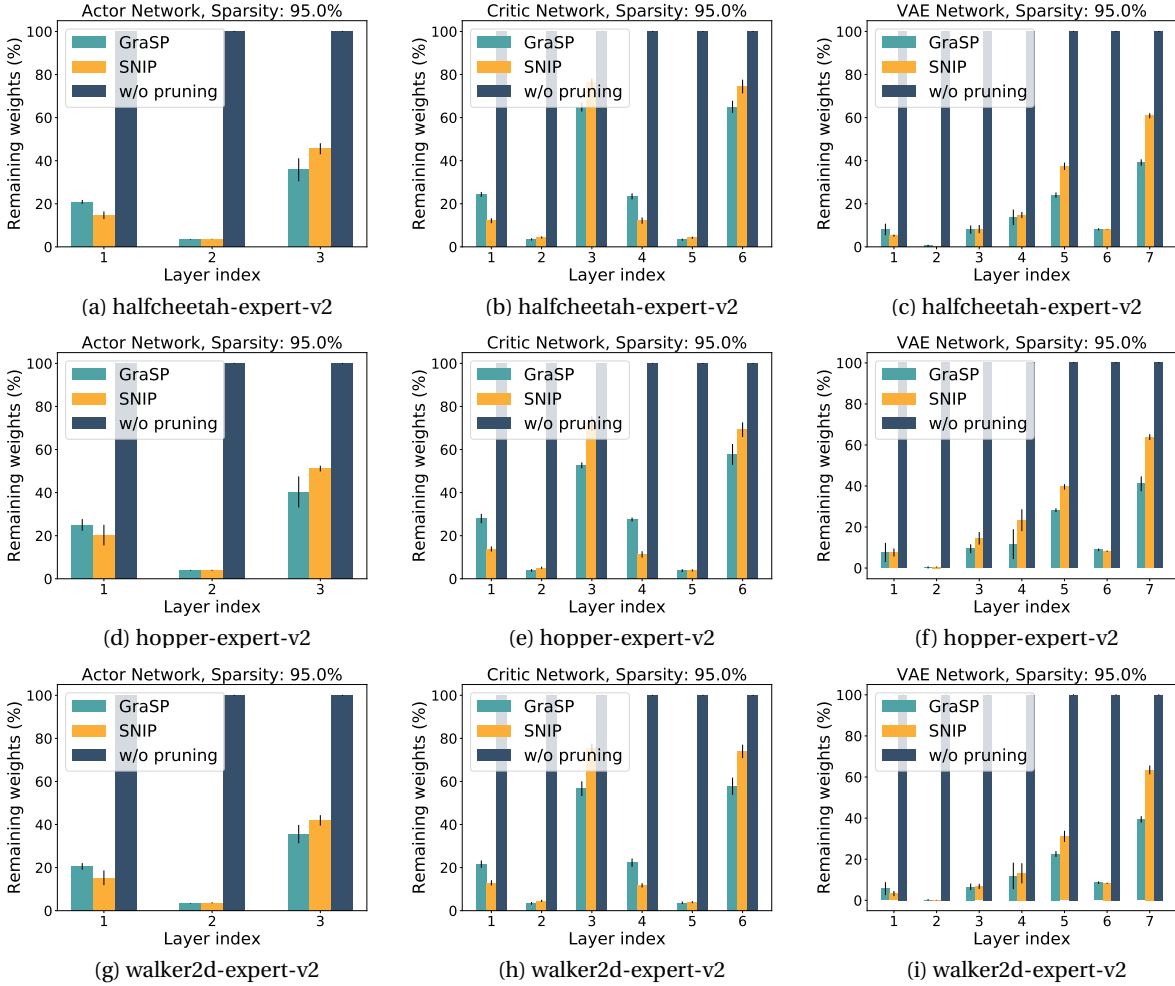 Actor Network, Sparsity: 95.0%
Remaining weights (%)
100
80
60
40
20
0
GraSP
SNIP
w/o pruning
1 2 3
Layer index
(a) halfcheetah-expert-v2
Critic Network, Sparsity: 95.0%
Remaining weights (%)
100
80
60
40
20
0
GraSP
SNIP
w/o pruning
1 2 3 4 5 6
Layer index
(b) halfcheetah-expert-v2
VAE Network, Sparsity: 95.0%
Remaining weights (%)
100
80
60
40
20
0
GraSP
SNIP
w/o pruning
1 2 3 4 5 6 7
Layer index
(c) halfcheetah-expert-v2
Actor Network, Sparsity: 95.0%
Remaining weights (%)
100
80
60
40
20
0
GraSP
SNIP
w/o pruning
1 2 3
Layer index
(d) hopper-expert-v2
Critic Network, Sparsity: 95.0%
Remaining weights (%)
100
80
60
40
20
0
GraSP
SNIP
w/o pruning
1 2 3 4 5 6
Layer index
(e) hopper-expert-v2
VAE Network, Sparsity: 95.0%
Remaining weights (%)
100
80
60
40
20
0
GraSP
SNIP
w/o pruning
1 2 3 4 5 6 7
Layer index
(f) hopper-expert-v2
Actor Network, Sparsity: 95.0%
Remaining weights (%)
100
80
60
40
20
0
GraSP
SNIP
w/o pruning
1 2 3
Layer index
(g) walker2d-expert-v2
Critic Network, Sparsity: 95.0%
Remaining weights (%)
100
80
60
40
20
0
GraSP
SNIP
w/o pruning
1 2 3 4 5 6
Layer index
(h) walker2d-expert-v2
VAE Network, Sparsity: 95.0%
Remaining weights (%)
100
80
60
40
20
0
GraSP
SNIP
w/o pruning
1 2 3 4 5 6 7
Layer index
(i) walker2d-expert-v2